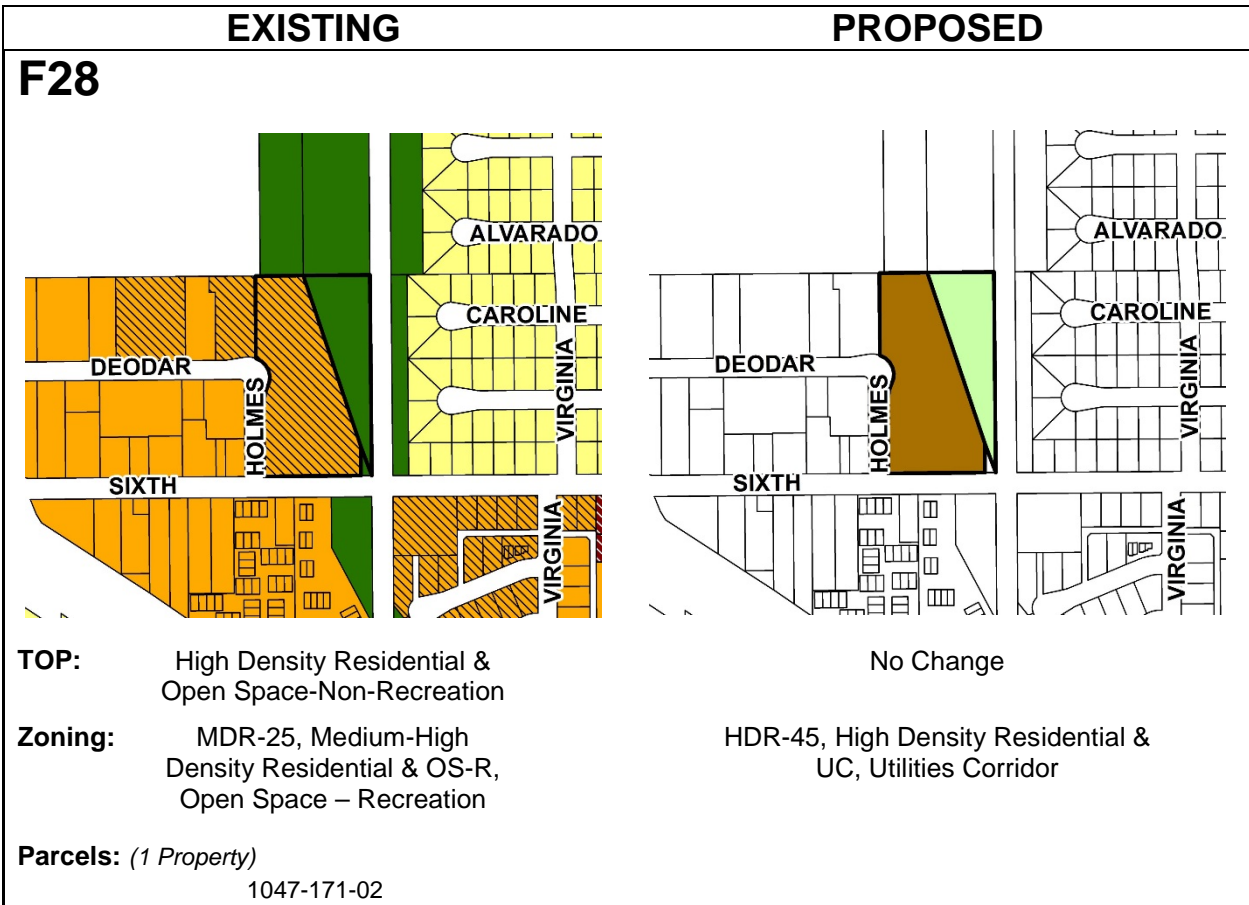 EXISTING PROPOSED
F28
ALVARADO
CAROLINE
DEODAR
HOLMES
VIRGINIA
SIXTH
VIRGINIA
ALVARADO
CAROLINE
DEODAR
HOLMES
VIRGINIA
SIXTH
VIRGINIA
TOP: High Density Residential & No Change
Open Space-Non-Recreation
Zoning: MDR-25, Medium-High HDR-45, High Density Residential &
Density Residential & OS-R, UC, Utilities Corridor
Open Space – Recreation
Parcels: (1 Property)
1047-171-02